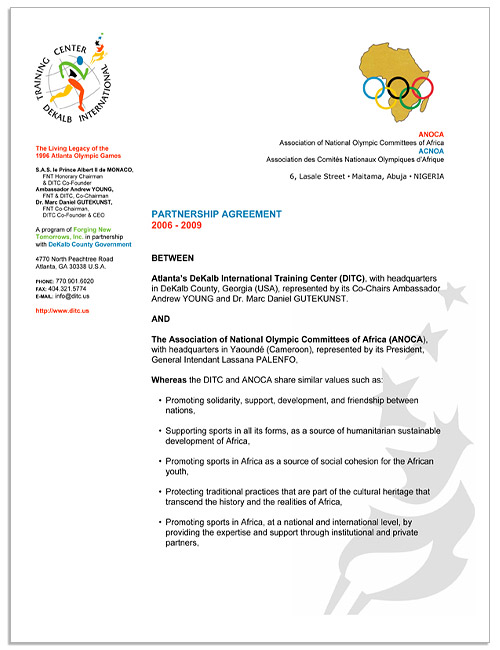 TRAINING CENTER
DEKALB INTERNATIONAL
ANOCA
Association of National Olympic Committees of Africa
ACNOA
Association des Comités Nationaux Olympiques d'Afrique
6, Lasale Street • Maitama, Abuja • NIGERIA
The Living Legacy of the
1996 Atlanta Olympic Games
S.A.S. le Prince Albert II de MONACO,
FNT Honorary Chairman
& DITC Co-Founder
Ambassador Andrew YOUNG,
FNT & DITC, Co-Chairman
Dr. Marc Daniel GUTEKUNST,
FNT Co-Chairman,
DITC Co-Founder & CEO
A program of Forging New
Tomorrows, Inc. in partnership
with DeKalb County Government
4770 North Peachtree Road
Atlanta, GA 30338 U.S.A.
PHONE: 770.901.6020
FAX: 404.321.5774
E-MAIL: info@ditc.us
http://www.ditc.us
PARTNERSHIP AGREEMENT
2006 - 2009
BETWEEN
Atlanta's DeKalb International Training Center (DITC), with headquarters
in DeKalb County, Georgia (USA), represented by its Co-Chairs Ambassador
Andrew YOUNG and Dr. Marc Daniel GUTEKUNST.
AND
The Association of National Olympic Committees of Africa (ANOCA),
with headquarters in Yaoundé (Cameroon), represented by its President,
General Intendant Lassana PALENFO,
Whereas the DITC and ANOCA share similar values such as:
• Promoting solidarity, support, development, and friendship between
nations,
• Supporting sports in all its forms, as a source of humanitarian sustainable
development of Africa,
• Promoting sports in Africa as a source of social cohesion for the African
youth,
• Protecting traditional practices that are part of the cultural heritage that
transcend the history and the realities of Africa,
• Promoting sports in Africa, at a national and international level, by
providing the expertise and support through institutional and private
partners,